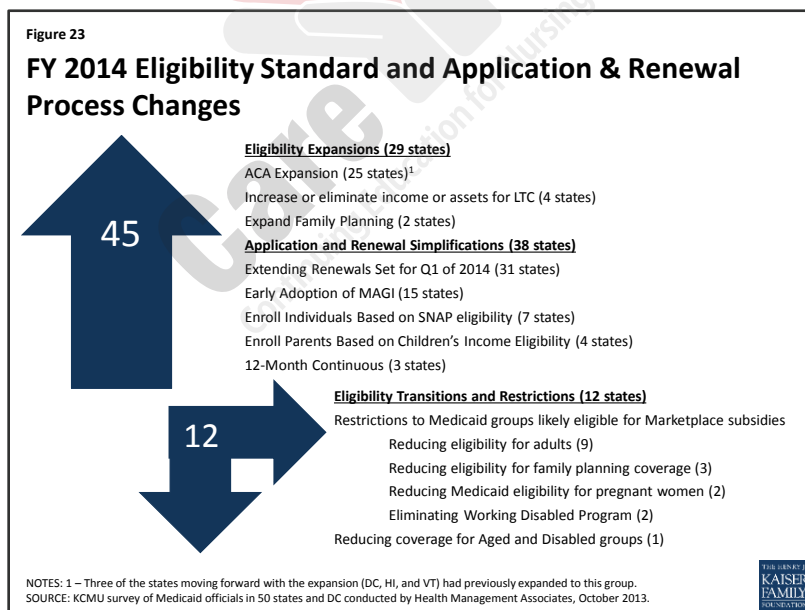 Figure 23
FY 2014 Eligibility Standard and Application & Renewal
Process Changes
45
Eligibility Expansions (29 states)
ACA Expansion (25 states)1
Increase or eliminate income or assets for LTC (4 states)
Expand Family Planning (2 states)
Application and Renewal Simplifications (38 states)
Extending Renewals Set for Q1 of 2014 (31 states)
Early Adoption of MAGI (15 states)
Enroll Individuals Based on SNAP eligibility (7 states)
Enroll Parents Based on Children's Income Eligibility (4 states)
12-Month Continuous (3 states)
12
Eligibility Transitions and Restrictions (12 states)
Restrictions to Medicaid groups likely eligible for Marketplace subsidies
Reducing eligibility for adults (9)
Reducing eligibility for family planning coverage (3)
Reducing Medicaid eligibility for pregnant women (2)
Eliminating Working Disabled Program (2)
Reducing coverage for Aged and Disabled groups (1)
NOTES: 1 – Three of the states moving forward with the expansion (DC, HI, and VT) had previously expanded to this group.
SOURCE: KCMU survey of Medicaid officials in 50 states and DC conducted by Health Management Associates, October 2013.
THE HENRY J.
KAISER
FAMILY
FOUNDATION
Care
Continuing Education for Nursing